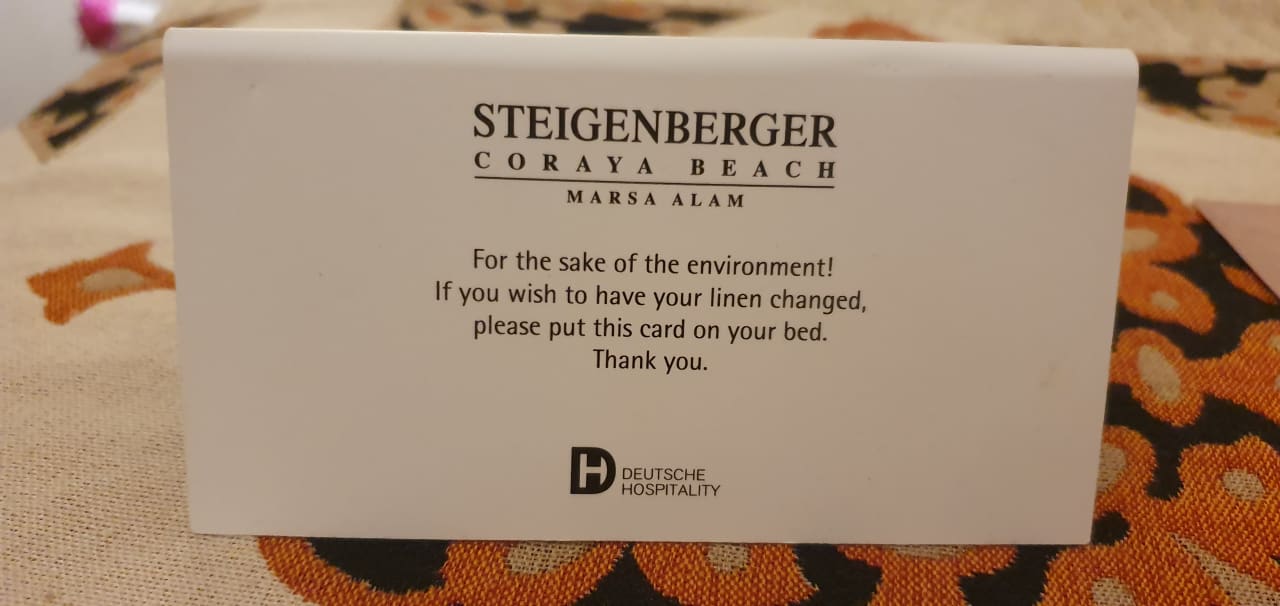 STEIGENBERGER
CORAYA BEACH
MARSA ALAM
For the sake of the environment!
If you wish to have your linen changed,
please put this card on your bed.
Thank you.
DH DEUTSCHE
HOSPITALITY